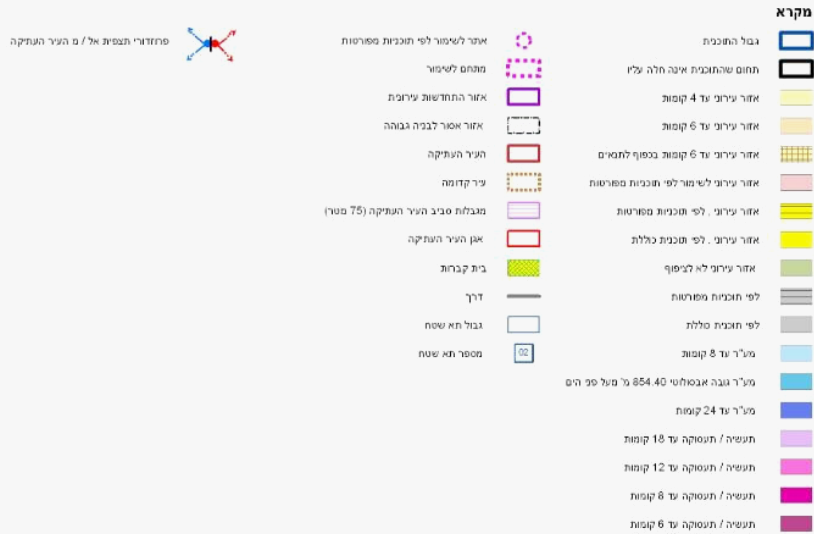 מקרא
גבול התוכנית
תחום שהתוכנית אינה חלה עליו
אזור עירוני עד 4 קומות
אזור עירוני עד 6 קומות
אזור עירוני עד 6 קומות בכפוף לתנאים
אזור עירוני לשימור לפי תוכניות מפורטות
אזור עירוני , לפי תוכניות מפורטות
אזור עירוני , לפי תוכנית כוללת
אזור עירוני לא לציפוף
לפי תוכניות מפורטות
לפי תוכנית כוללת
מע"ר עד 8 קומות
מע"ר גובה אבסולוטי 854.40 מ' מעל פני הים
מע"ר עד 24 קומות
תעשיה / תעסוקה עד 18 קומות
תעשיה / תעסוקה עד 12 קומות
תעשיה / תעסוקה עד 8 קומות
תעשיה / תעסוקה עד 6 קומות
אתר לשימור לפי תוכניות מפורטות
מתחם לשימור
אזור התחדשות עירונית
אזור אסור לבניה גבוהה
העיר העתיקה
עיר קדומה
מגבלות סביב העיר העתיקה (75 מטר)
אגן העיר העתיקה
בית קברות
דרך
גבול תא שטח
מספר תא שטח
02
פרוזדורי תצפית אל / מ העיר העתיקה